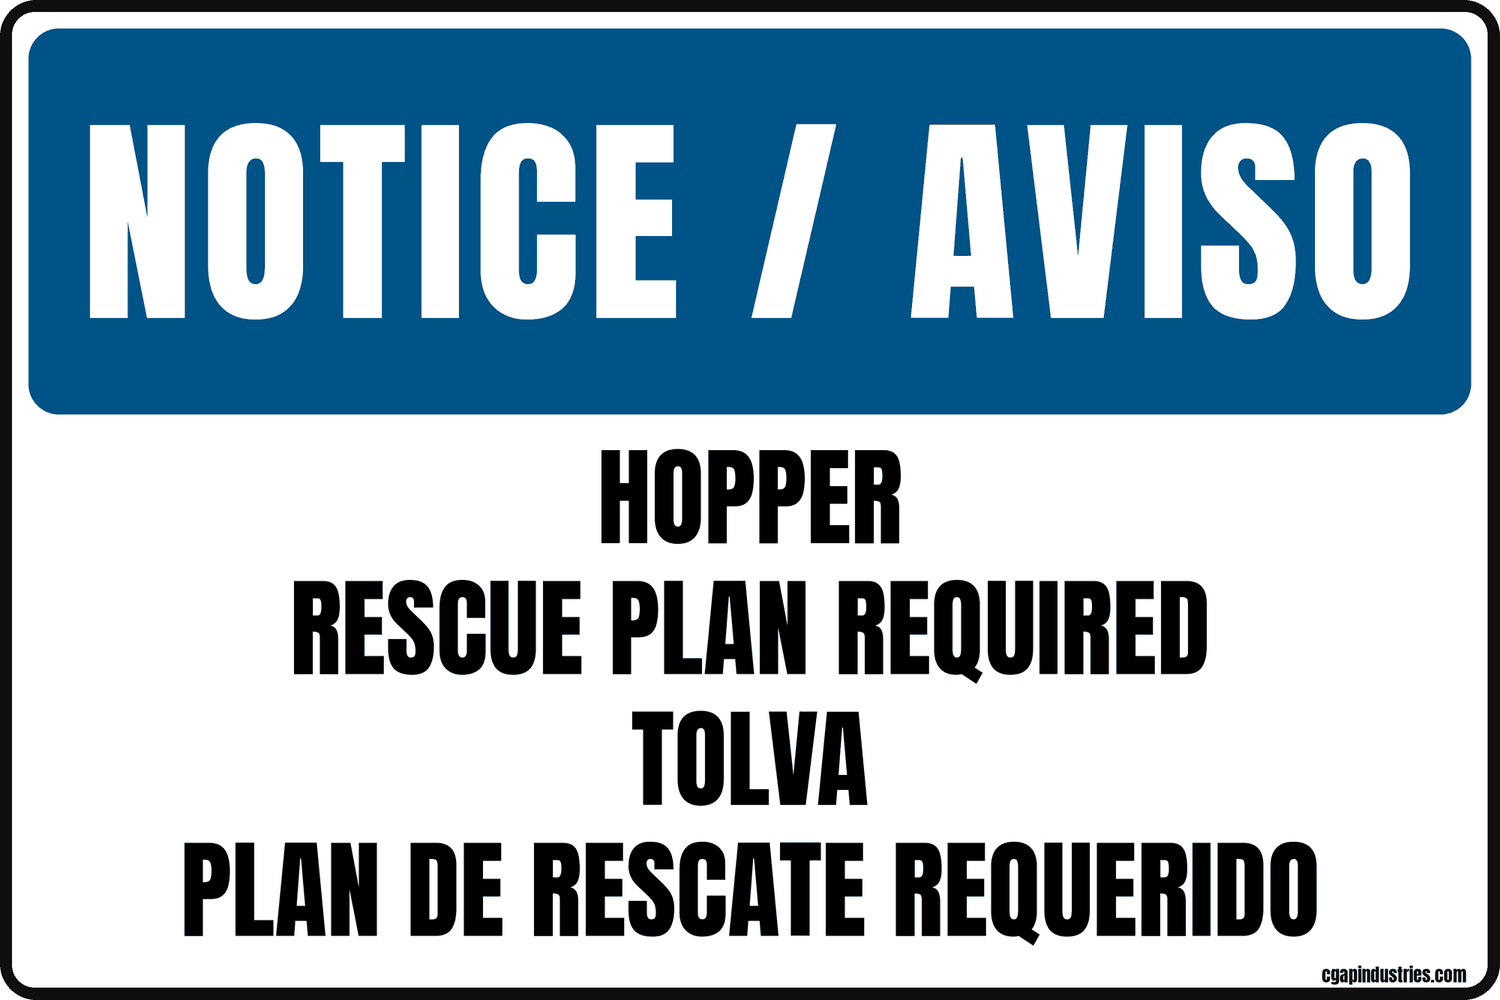 NOTICE / AVISO
HOPPER
RESCUE PLAN REQUIRED
TOLVA
PLAN DE RESCATE REQUERIDO
cgapindustries.com